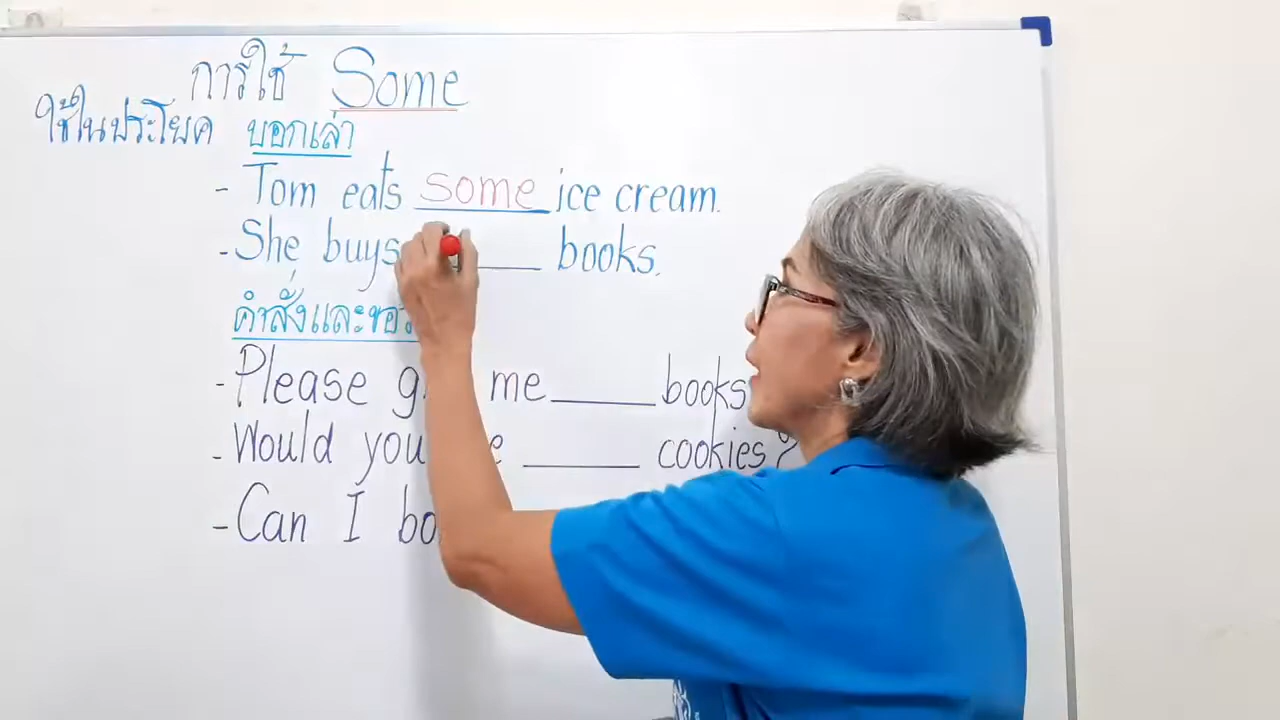 การใช้ Some
ใช้ในประโยค บอกเล่า
- Tom eats some ice cream.
- She buys ____ books.
คำสั่งและขอ
- Please g me ____ books
- Would you ____ cookies?
- Can I bo